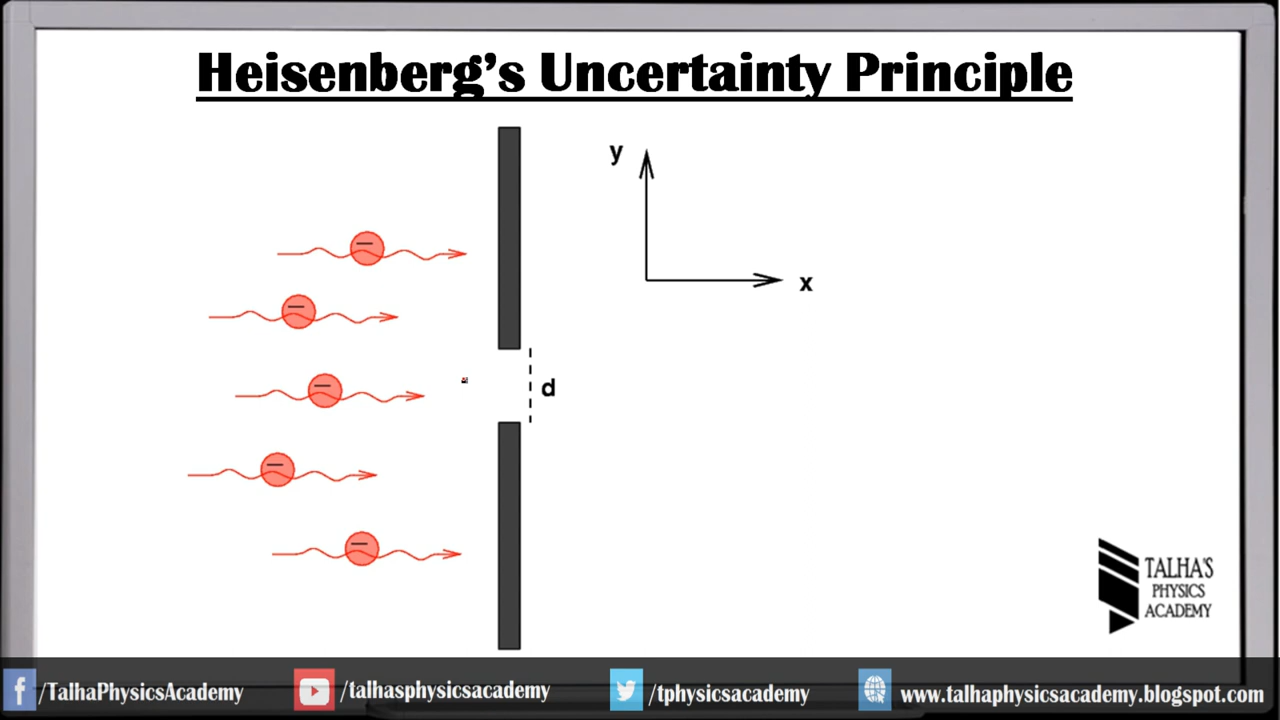 Heisenberg's Uncertainty Principle
y
x
d
TALHA'S
PHYSICS
ACADEMY
/TalhaPhysicsAcademy
/talhasphysicsacademy
/tphysicsacademy
www.talhaphysicsacademy.blogspot.com